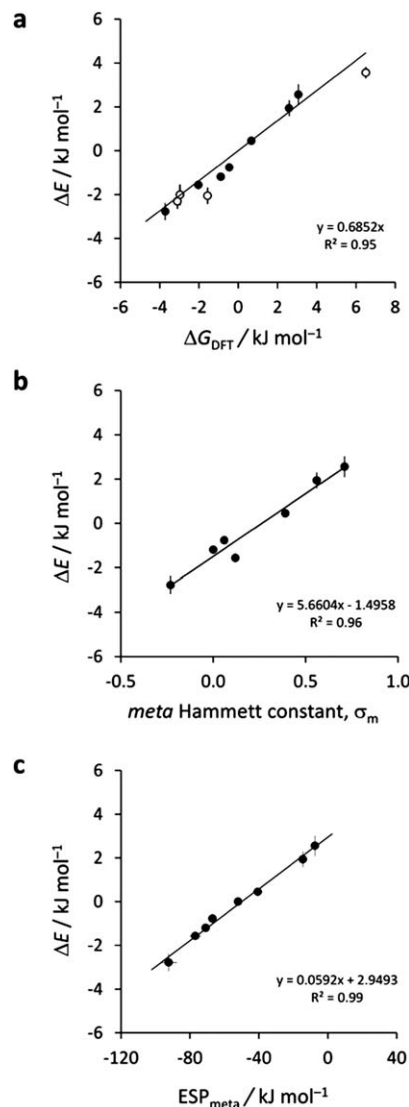 a
6
4
2
0
-2
-4
-6
ΔE / kJ mol⁻¹
y = 0.6852x
R² = 0.95
-6 -4 -2 0 2 4 6 8
ΔG_DFT / kJ mol⁻¹
b
6
4
2
0
-2
-4
-6
ΔE / kJ mol⁻¹
y = 5.6604x - 1.4958
R² = 0.96
-0.5 0.0 0.5 1.0
meta Hammett constant, σₘ
c
6
4
2
0
-2
-4
-6
ΔE / kJ mol⁻¹
y = 0.0592x + 2.9493
R² = 0.99
-120 -80 -40 0 40
ESP_meta / kJ mol⁻¹